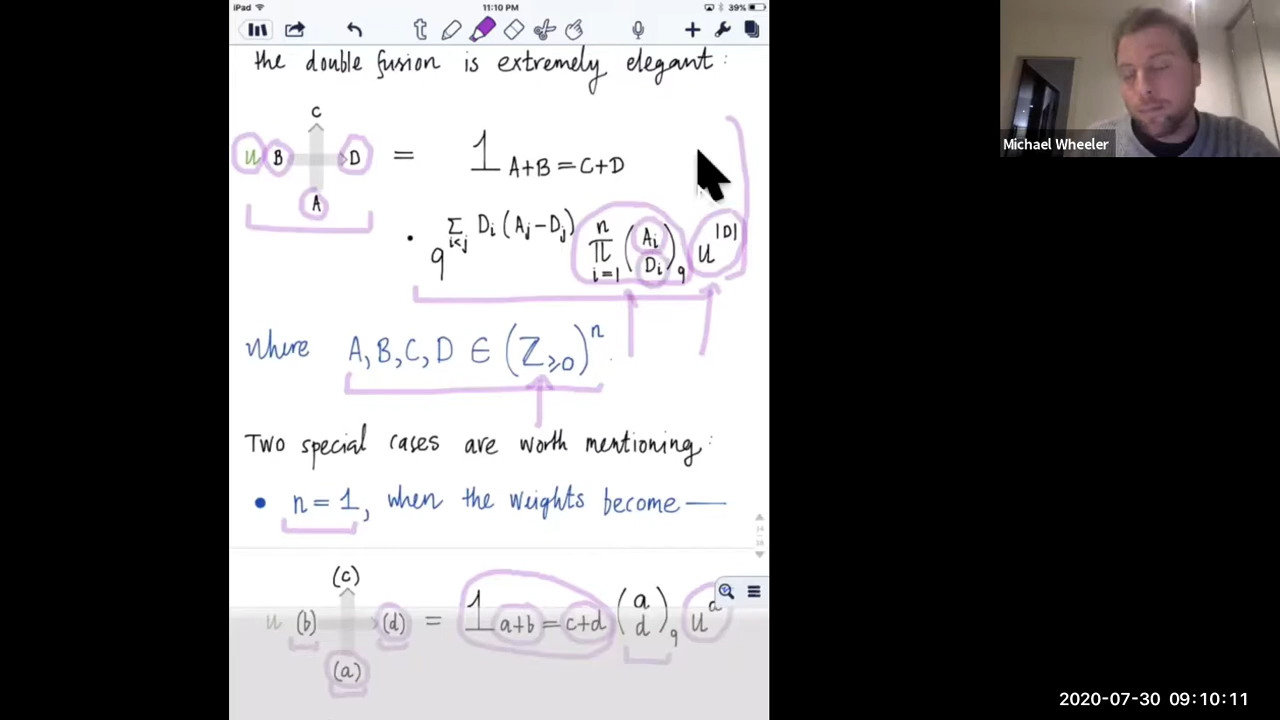 iPad 11:10 PM 39%
the double fusion is extremely elegant:
C
u B D = 1 A+B=C+D
A
· q^{Σ_{i<j} D_i (A_j − D_j)} ∏_{i=1}^{n} (A_i D_i)_q u^{|D|}
where A, B, C, D ∈ (ℤ_{⩾0})^n.
Two special cases are worth mentioning:
• n = 1, when the weights become —
(c)
u (b) (d) = 1 a+b=c+d (a d)_q u^d
(a)
Michael Wheeler
2020-07-30 09:10:11